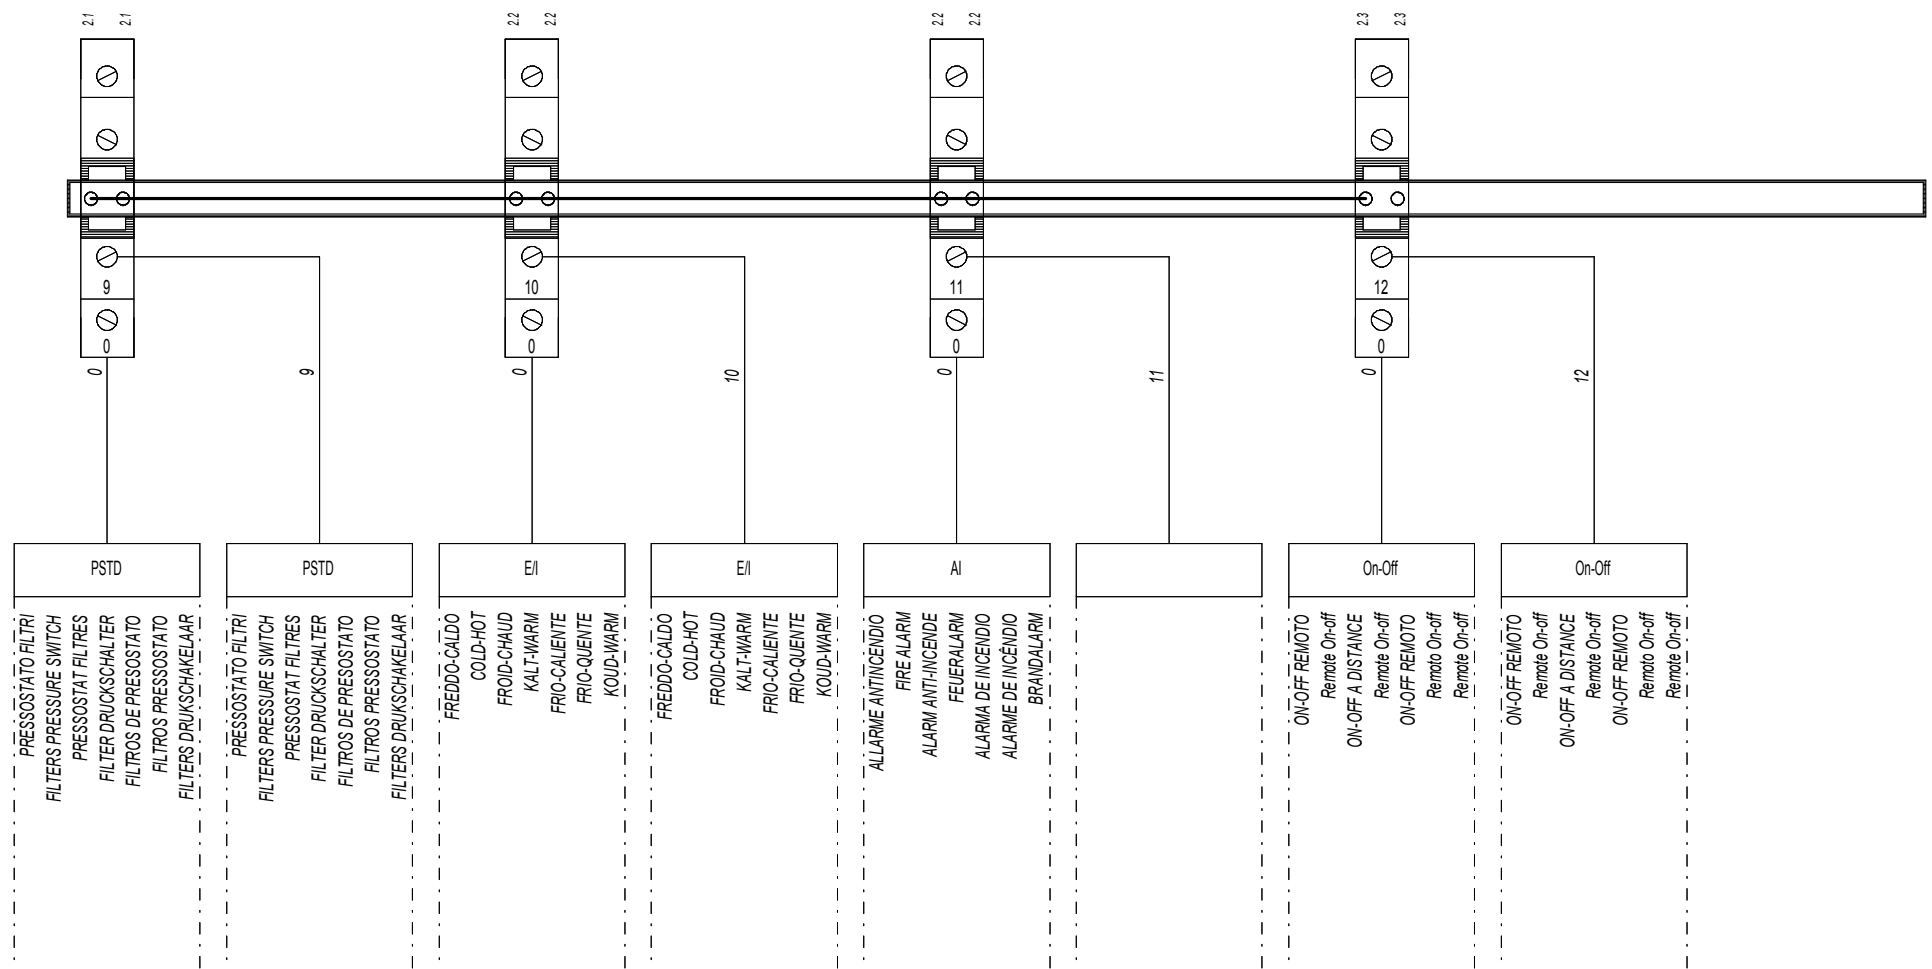 2.1 2.1 2.2 2.2 2.2 2.2 2.3 2.3
9 10 11 12
0 0 0 0
0 9 0 10 0 11 0 12
PSTD PSTD E/I E/I AI On-Off On-Off
PRESSOSTATO FILTRI
FILTERS PRESSURE SWITCH
PRESSOSTAT FILTRES
FILTER DRUCKSCHALTER
FILTROS DE PRESOSTATO
FILTROS PRESSOSTATO
FILTERS DRUKSCHAKELAAR
PRESSOSTATO FILTRI
FILTERS PRESSURE SWITCH
PRESSOSTAT FILTRES
FILTER DRUCKSCHALTER
FILTROS DE PRESOSTATO
FILTROS PRESSOSTATO
FILTERS DRUKSCHAKELAAR
FREDDO-CALDO
COLD-HOT
FROID-CHAUD
KALT-WARM
FRIO-CALIENTE
FRIO-QUENTE
KOUD-WARM
FREDDO-CALDO
COLD-HOT
FROID-CHAUD
KALT-WARM
FRIO-CALIENTE
FRIO-QUENTE
KOUD-WARM
ALLARME ANTINCENDIO
FIRE ALARM
ALARM ANTI-INCENDE
FEUERALARM
ALARMA DE INCENDIO
ALARME DE INCÊNDIO
BRANDALARM
ON-OFF REMOTO
Remote On-off
ON-OFF A DISTANCE
Remote On-off
ON-OFF REMOTO
Remoto On-off
Remote On-off
ON-OFF REMOTO
Remote On-off
ON-OFF A DISTANCE
Remote On-off
ON-OFF REMOTO
Remoto On-off
Remote On-off